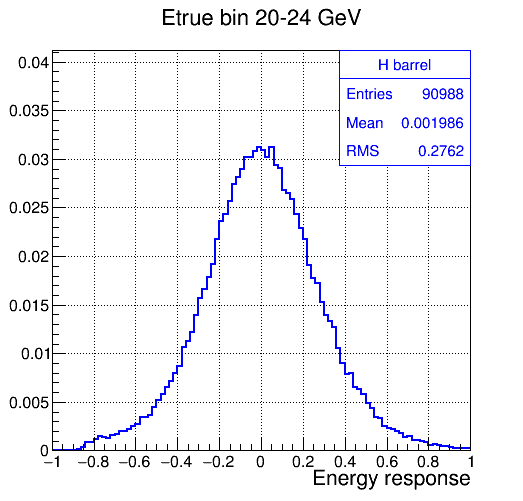 Etrue bin 20-24 GeV
H barrel
Entries 90988
Mean 0.001986
RMS 0.2762
0.04
0.035
0.03
0.025
0.02
0.015
0.01
0.005
0
−1 −0.8 −0.6 −0.4 −0.2 0 0.2 0.4 0.6 0.8 1
Energy response